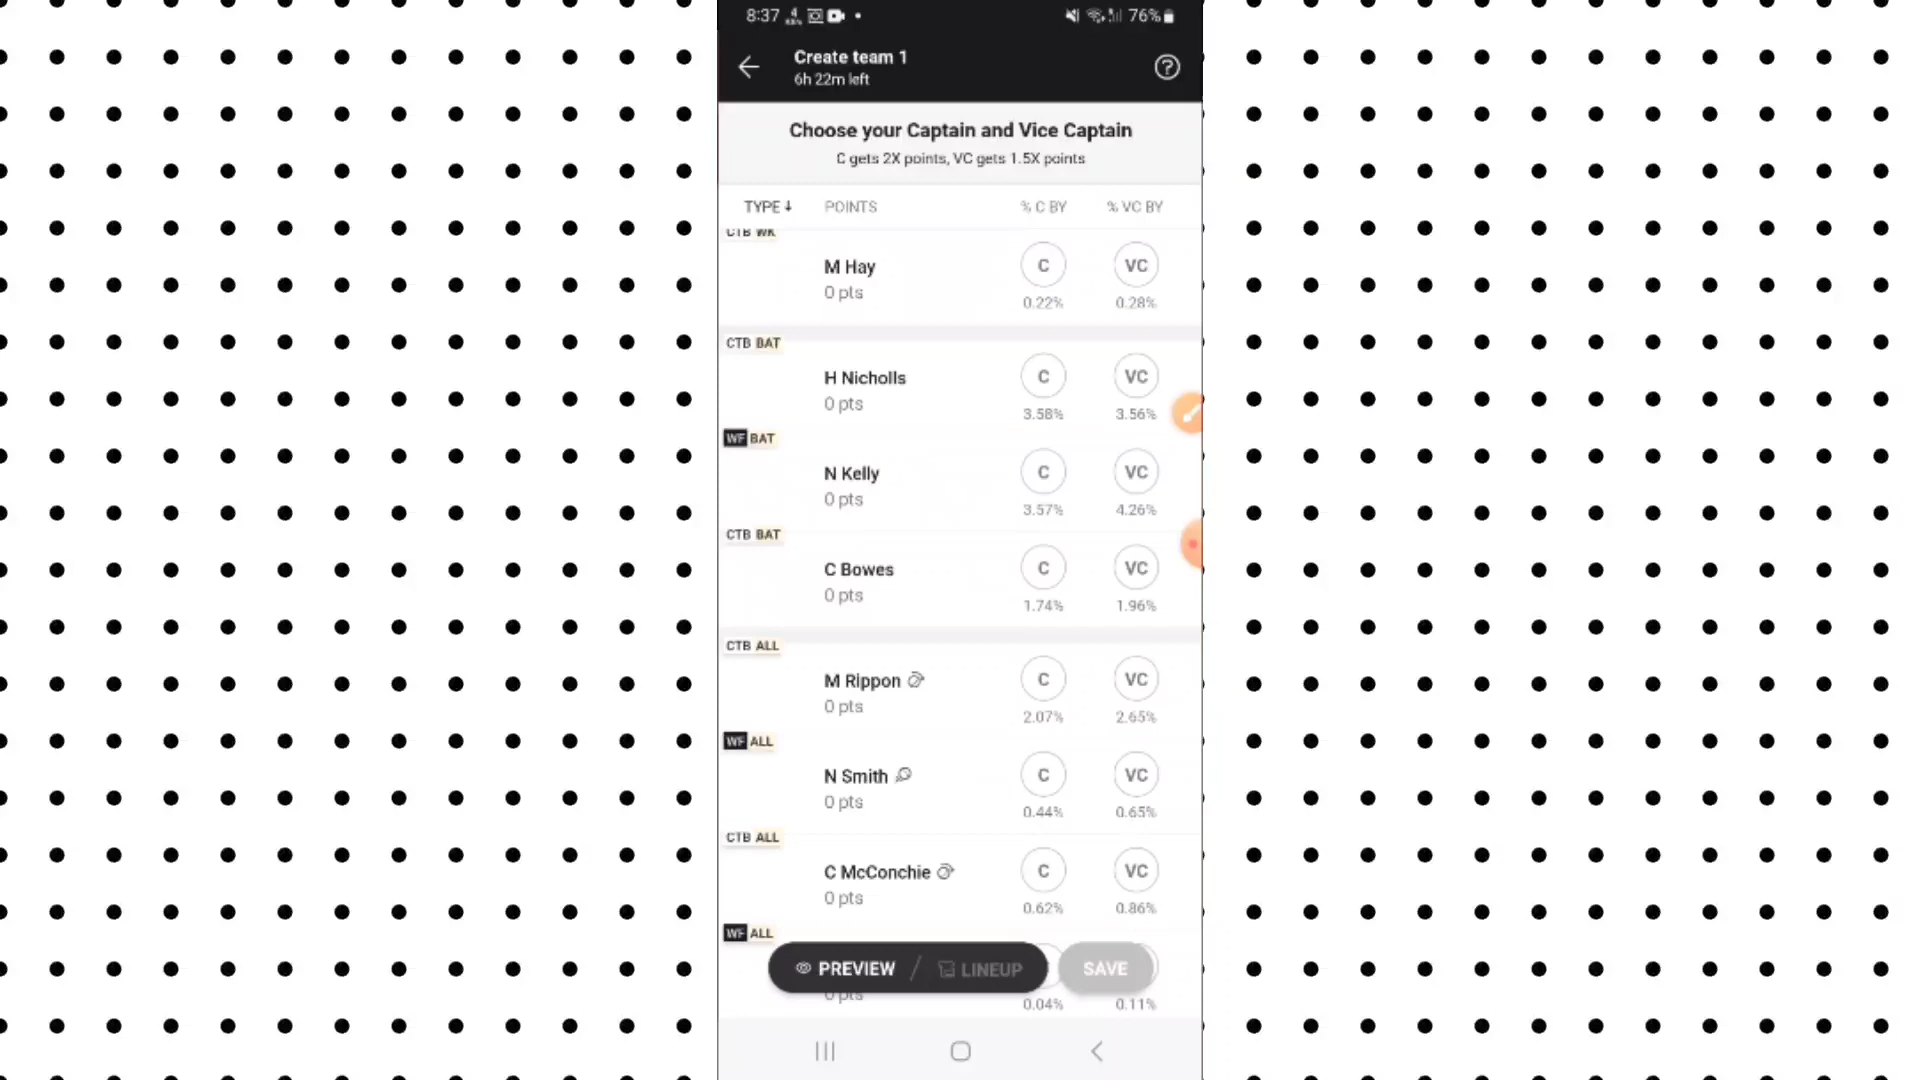 8:37
76%
Create team 1
6h 22m left
Choose your Captain and Vice Captain
C gets 2X points, VC gets 1.5X points
TYPE POINTS % C BY % VC BY
CTB WK
M Hay C VC
0 pts
0.22% 0.28%
CTB BAT
H Nicholls C VC
0 pts
3.58% 3.56%
WF BAT
N Kelly C VC
0 pts
3.57% 4.26%
CTB BAT
C Bowes C VC
0 pts
1.74% 1.96%
CTB ALL
M Rippon C VC
0 pts
2.07% 2.65%
WF ALL
N Smith C VC
0 pts
0.44% 0.65%
CTB ALL
C McConchie C VC
0 pts
0.62% 0.86%
WF ALL
PREVIEW / LINEUP SAVE
0 pts
0.04% 0.11%